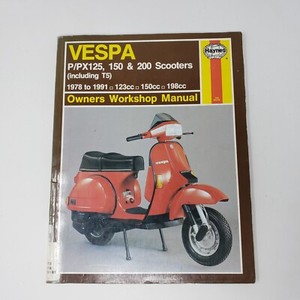 Haynes
VESPA
P/PX125, 150 & 200 Scooters
(including T5)
1978 to 1991 □ 123cc □ 150cc □ 198cc
Owners Workshop Manual